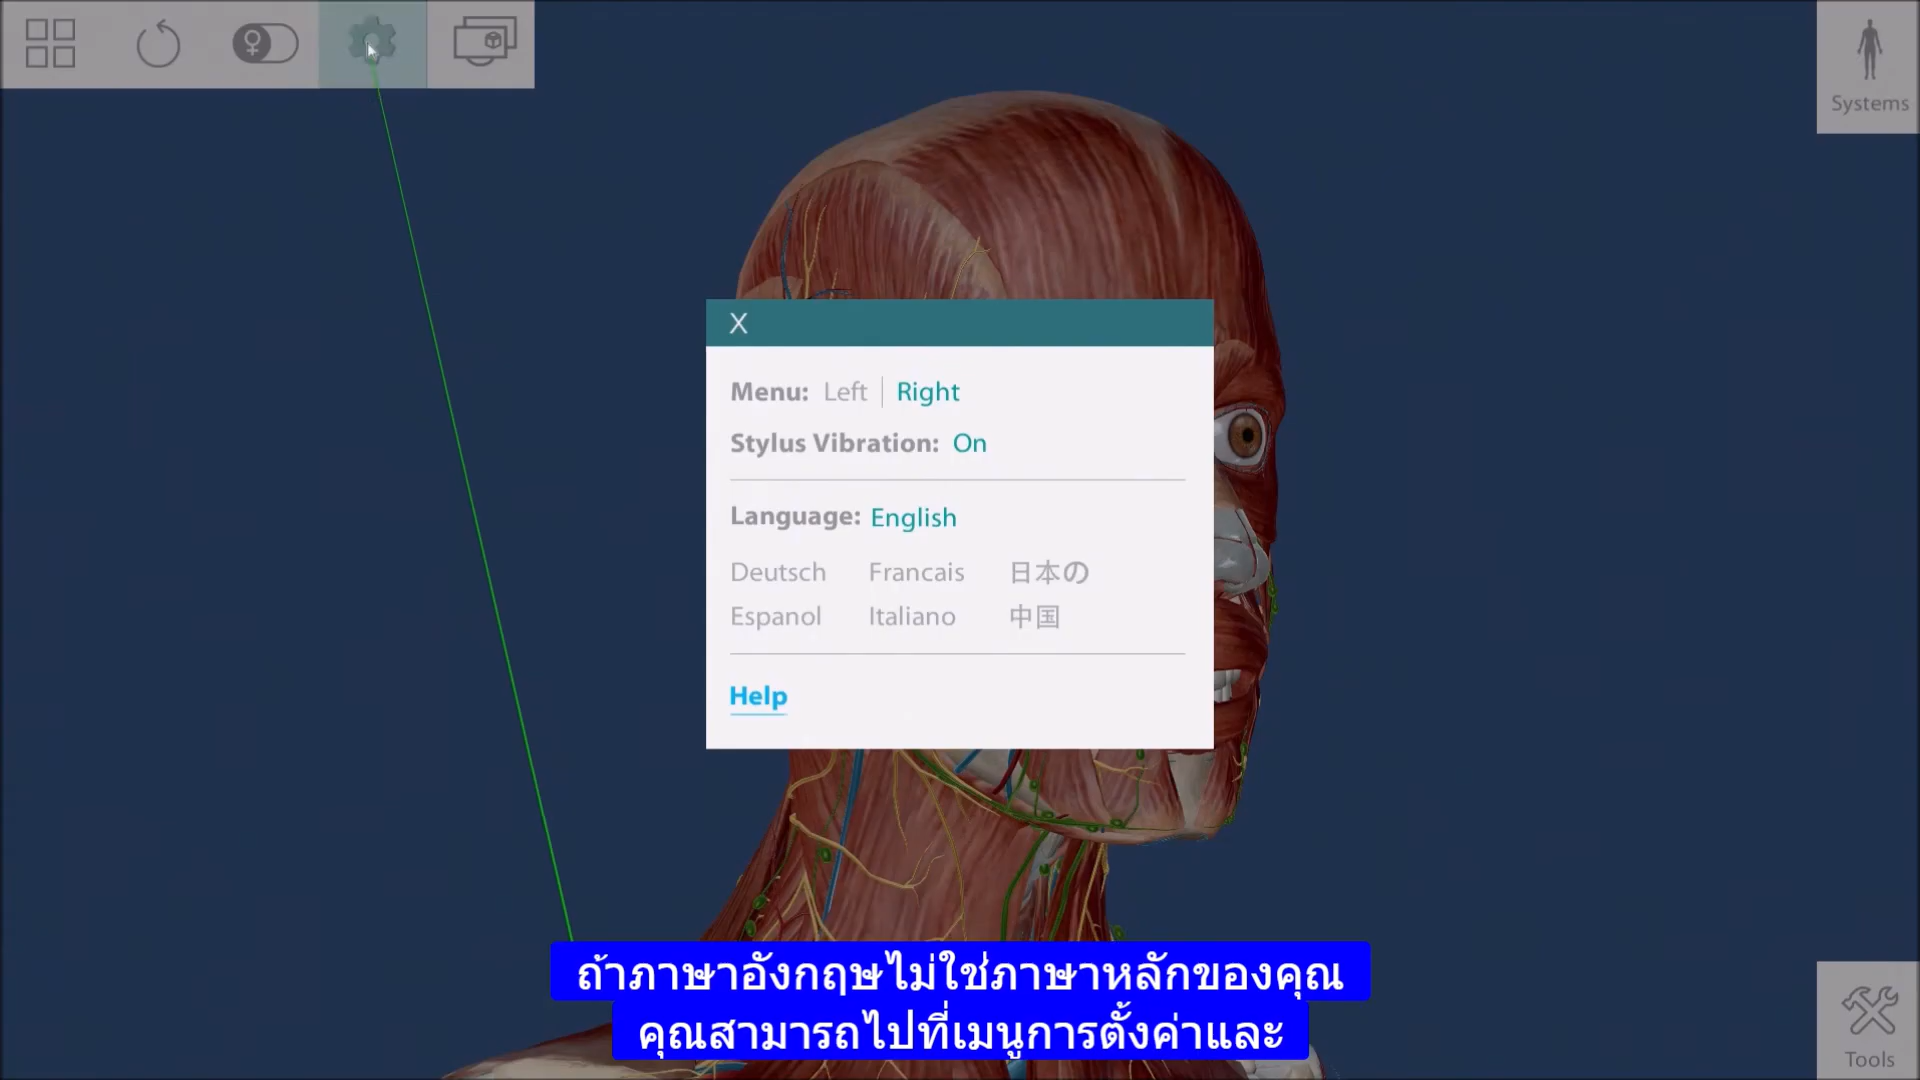 Systems
X
Menu: Left | Right
Stylus Vibration: On
Language: English
Deutsch Francais 日本の
Espanol Italiano 中国
Help
ถ้าภาษาอังกฤษไม่ใช่ภาษาหลักของคุณ
คุณสามารถไปที่เมนูการตั้งค่าและ
Tools